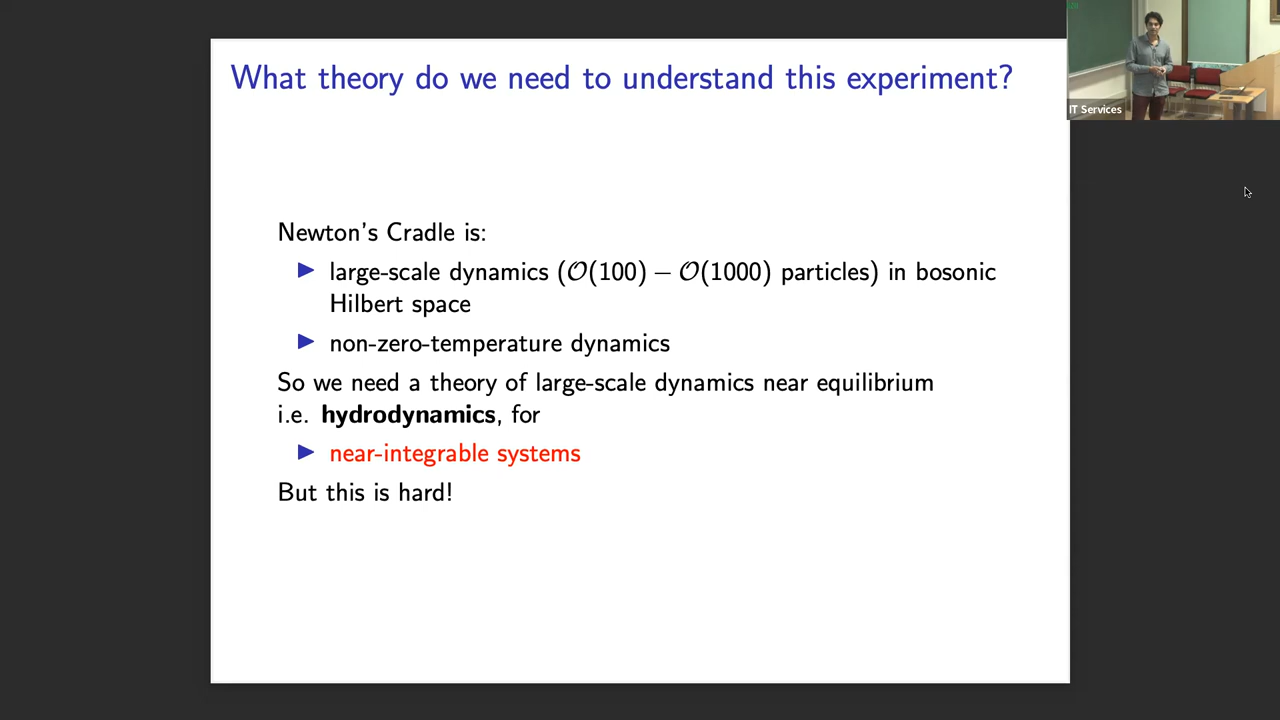 What theory do we need to understand this experiment?
IT Services
Newton's Cradle is:
▶ large-scale dynamics (𝒪(100) − 𝒪(1000) particles) in bosonic
Hilbert space
▶ non-zero-temperature dynamics
So we need a theory of large-scale dynamics near equilibrium
i.e. hydrodynamics, for
▶ near-integrable systems
But this is hard!